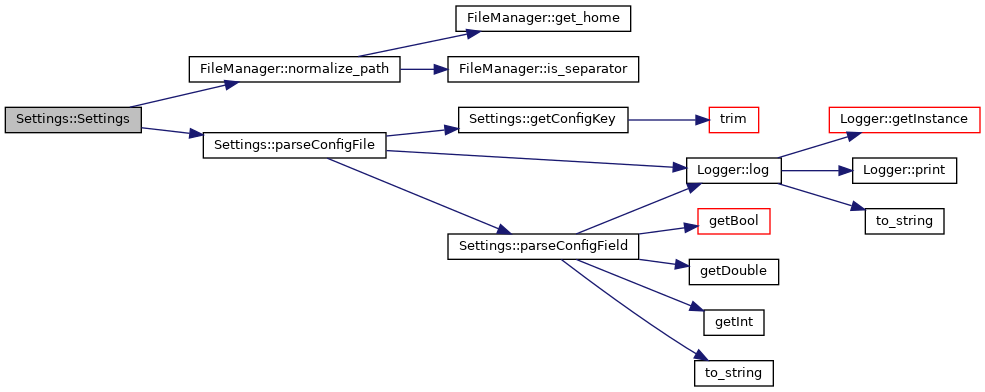 Settings::Settings
FileManager::normalize_path
FileManager::get_home
FileManager::is_separator
Settings::parseConfigFile
Settings::getConfigKey
trim
Logger::log
Logger::getInstance
Logger::print
to_string
Settings::parseConfigField
getBool
getDouble
getInt
to_string